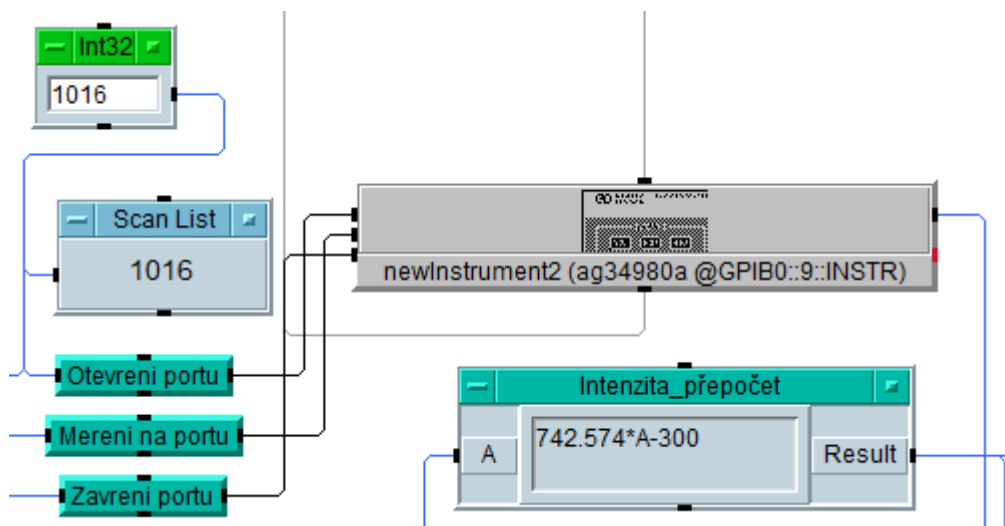 Int32
1016
Scan List
1016
newInstrument2 (ag34980a @GPIB0::9::INSTR)
Otevreni portu
Mereni na portu
Zavreni portu
Intenzita_přepočet
A
742.574*A-300
Result